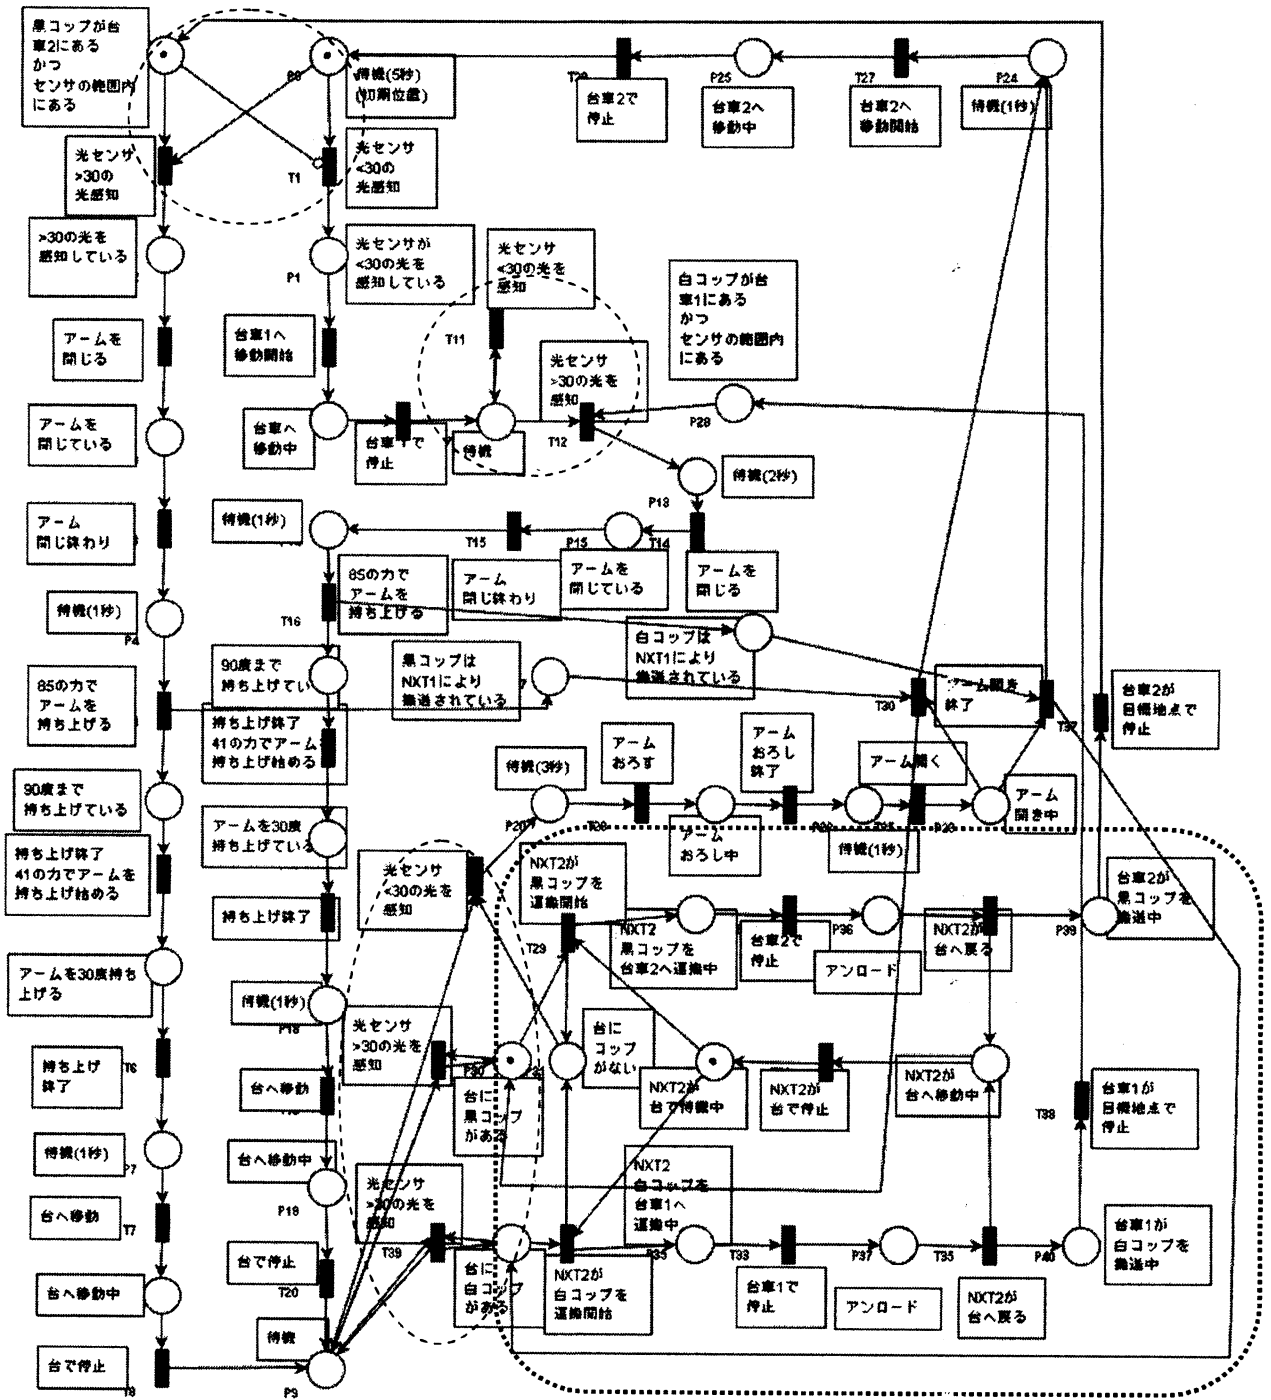 黒コップが台
車2にある
かつ
センサの範囲内
にある
待機(5秒)
(初期位置)
台車2で
停止
P25
台車2へ
移動中
T27
台車2へ
移動開始
P24
待機(1秒)
光センサ
>30の
光感知
T1
光センサ
<30の
光感知
>30の光を
感知している
P1
光センサが
<30の光を
感知している
光センサ
<30の光を
感知
T11
白コップが台
車1にある
かつ
センサの範囲内
にある
P28
アームを
閉じる
台車1へ
移動開始
光センサ
>30の光を
感知
T12
アームを
閉じている
台車へ
移動中
台車1で
停止
待機
P13
待機(2秒)
アーム
閉じ終わり
待機(1秒)
T15
アーム
閉じ終わり
P15
アームを
閉じている
T14
アームを
閉じる
待機(1秒)
P4
T16
85の力で
アームを
持ち上げる
白コップは
NXT1により
搬送されている
90度まで
持ち上げてい
黒コップは
NXT1により
搬送されている
T30
アーム開き
終了
T37
台車2が
目標地点で
停止
85の力で
アームを
持ち上げる
持ち上げ終了
41の力でアーム
持ち上げ始める
待機(3秒)
P20
アーム
おろす
アーム
おろし
終了
アーム開く
アーム
開き中
アーム
おろし中
待機(1秒)
90度まで
持ち上げている
アームを30度
持ち上げている
持ち上げ終了
41の力でアームを
持ち上げ始める
光センサ
<30の光を
感知
NXT2が
黒コップを
運搬開始
T29
持ち上げ終了
NXT2
黒コップを
台車2へ運搬中
台車2で
停止
P36
アンロード
NXT2が
台へ戻る
P39
台車2が
黒コップを
搬送中
アームを30度持ち
上げる
待機(1秒)
P18
光センサ
>30の光を
感知
P30
台に
黒コップ
がある
台に
コップ
がない
NXT2が
台で待機中
NXT2が
台で停止
NXT2が
台へ移動中
T38
台車1が
目標地点で
停止
持ち上げ
終了
T6
台へ移動
待機(1秒)
P7
台へ移動中
P19
光センサ
>30の光を
感知
T39
台に
白コップ
がある
NXT2
白コップを
台車1へ
運搬中
NXT2が
白コップを
運搬開始
P35
T33
台車1で
停止
P37
アンロード
T35
NXT2が
台へ戻る
P40
台車1が
白コップを
搬送中
台へ移動
T7
台で停止
T20
台へ移動中
待機
P9
台で停止
T8